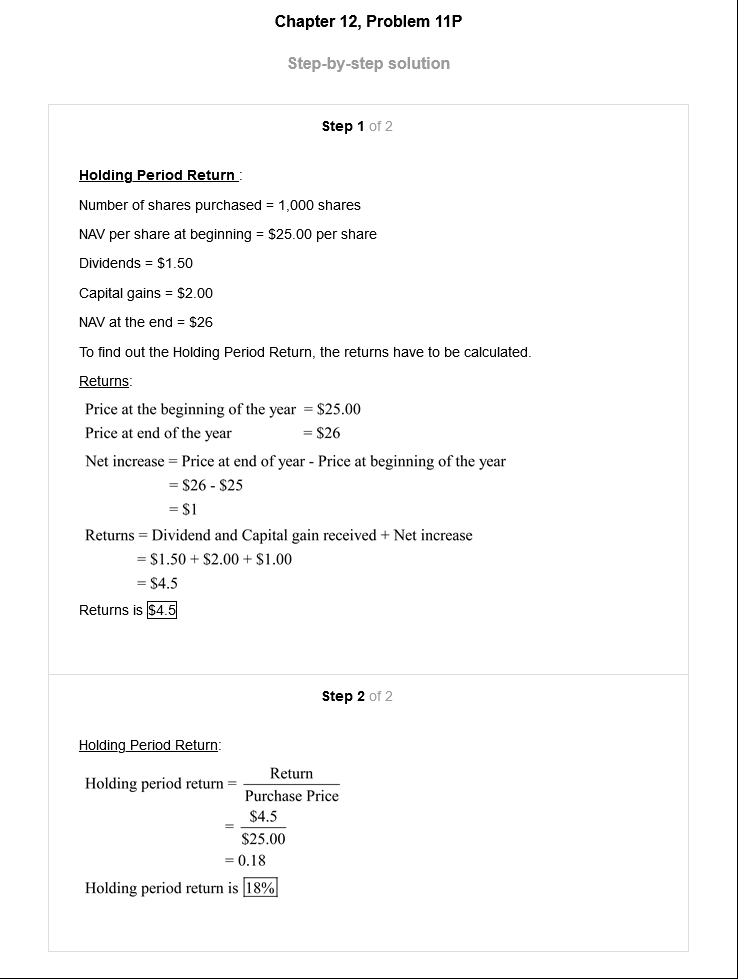 Chapter 12, Problem 11P
Step-by-step solution
Step 1 of 2
Holding Period Return :
Number of shares purchased = 1,000 shares
NAV per share at beginning = $25.00 per share
Dividends = $1.50
Capital gains = $2.00
NAV at the end = $26
To find out the Holding Period Return, the returns have to be calculated.
Returns:
Price at the beginning of the year = $25.00
Price at end of the year = $26
Net increase = Price at end of year - Price at beginning of the year
= $26 - $25
= $1
Returns = Dividend and Capital gain received + Net increase
= $1.50 + $2.00 + $1.00
= $4.5
Returns is $4.5
Step 2 of 2
Holding Period Return:
Holding period return = Return
Purchase Price
= $4.5
$25.00
= 0.18
Holding period return is 18%